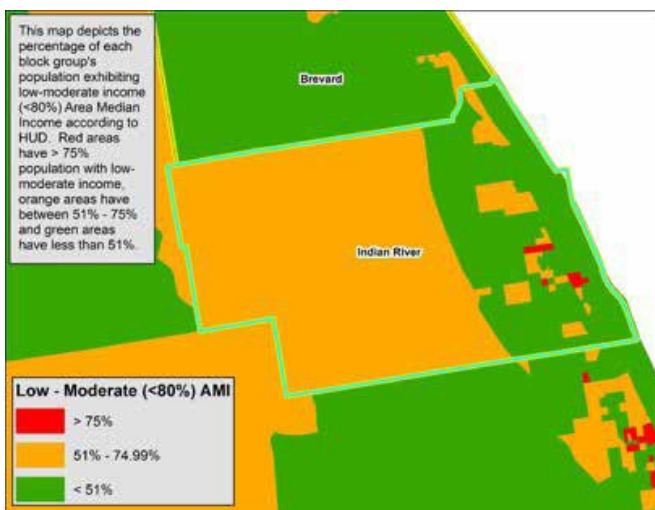 This map depicts the
percentage of each
block group's
population exhibiting
low-moderate income
(<80%) Area Median
Income according to
HUD. Red areas
have > 75%
population with low-
moderate income,
orange areas have
between 51% - 75%
and green areas
have less than 51%.
Brevard
Indian River
Low - Moderate (<80%) AMI
> 75%
51% - 74.99%
< 51%